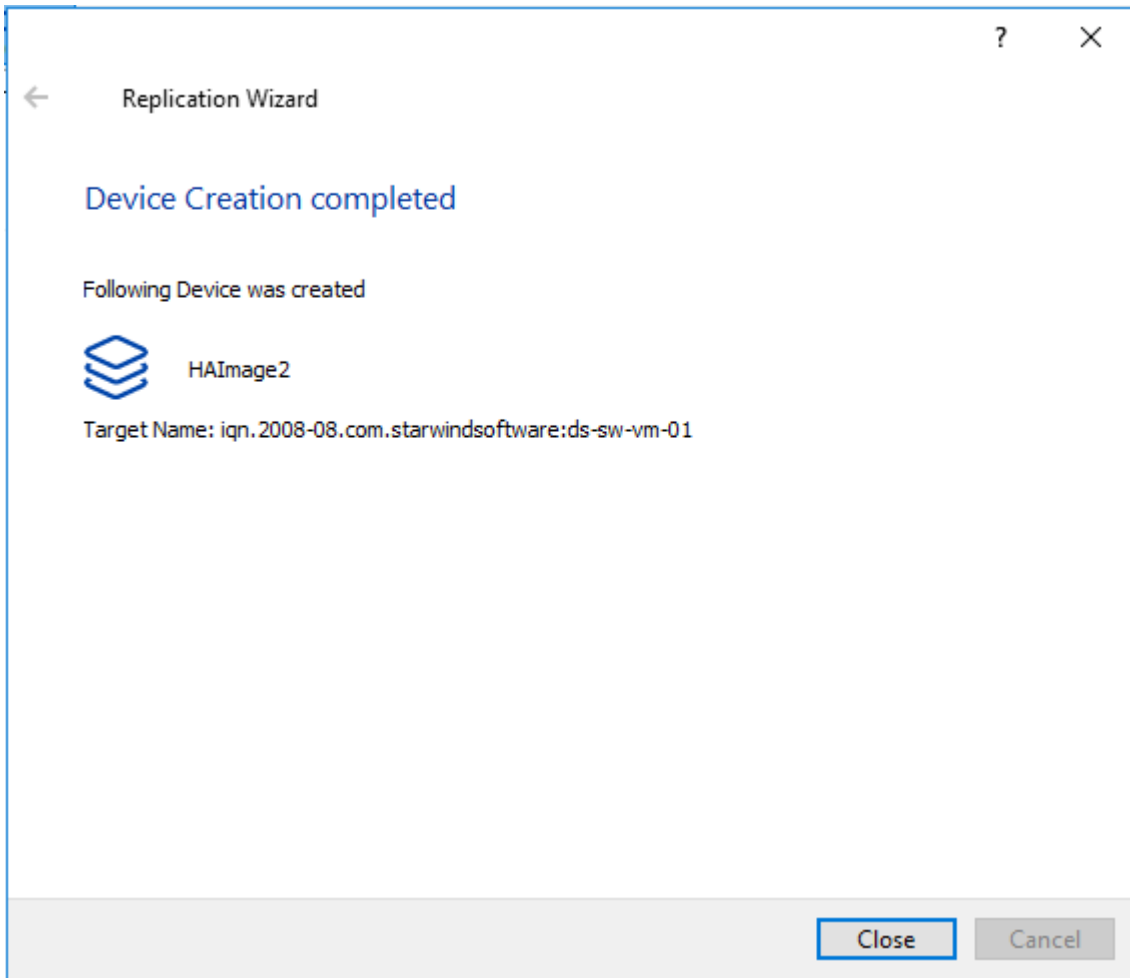 ?
Replication Wizard
Device Creation completed
Following Device was created
HAImage2
Target Name: iqn.2008-08.com.starwindsoftware:ds-sw-vm-01
Close Cancel